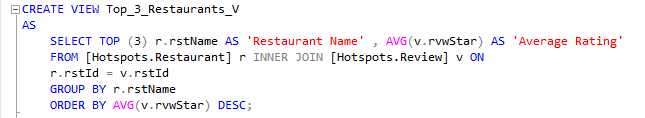 CREATE VIEW Top_3_Restaurants_V
AS
SELECT TOP (3) r.rstName AS 'Restaurant Name' , AVG(v.rvwStar) AS 'Average Rating'
FROM [Hotspots.Restaurant] r INNER JOIN [Hotspots.Review] v ON
r.rstId = v.rstId
GROUP BY r.rstName
ORDER BY AVG(v.rvwStar) DESC;